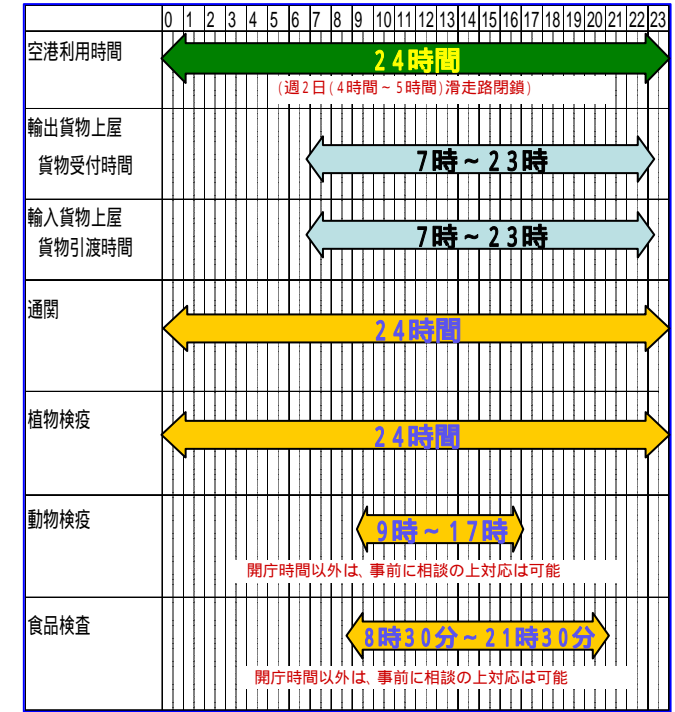 0 1 2 3 4 5 6 7 8 9 10 11 12 13 14 15 16 17 18 19 20 21 22 23
空港利用時間
24時間
(週2日(4時間~5時間)滑走路閉鎖)
輸出貨物上屋
貨物受付時間
7時~23時
輸入貨物上屋
貨物引渡時間
7時~23時
通関
24時間
植物検疫
24時間
動物検疫
9時~17時
開庁時間以外は、事前に相談の上対応は可能
食品検査
8時30分~21時30分
開庁時間以外は、事前に相談の上対応は可能